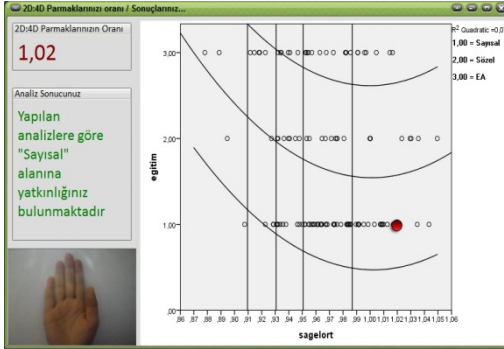 2D:4D Parmaklarınızın oranı / Sonuçlarınız...
2D:4D Parmaklarınızın Oranı
1,02
Analiz Sonucunuz
Yapılan
analizlere göre
"Sayısal"
alanına
yatkınlığınız
bulunmaktadır
egitim
3,00
2,00
1,00
,00
,86 ,87 ,88 ,89 ,90 ,91 ,92 ,93 ,94 ,95 ,96 ,97 ,98 ,99 1,00 1,01 1,02 1,03 1,04 1,05 1,06
sagelort
R² Quadratic =0,0
1,00 = Sayısal
2,00 = Sözel
3,00 = EA